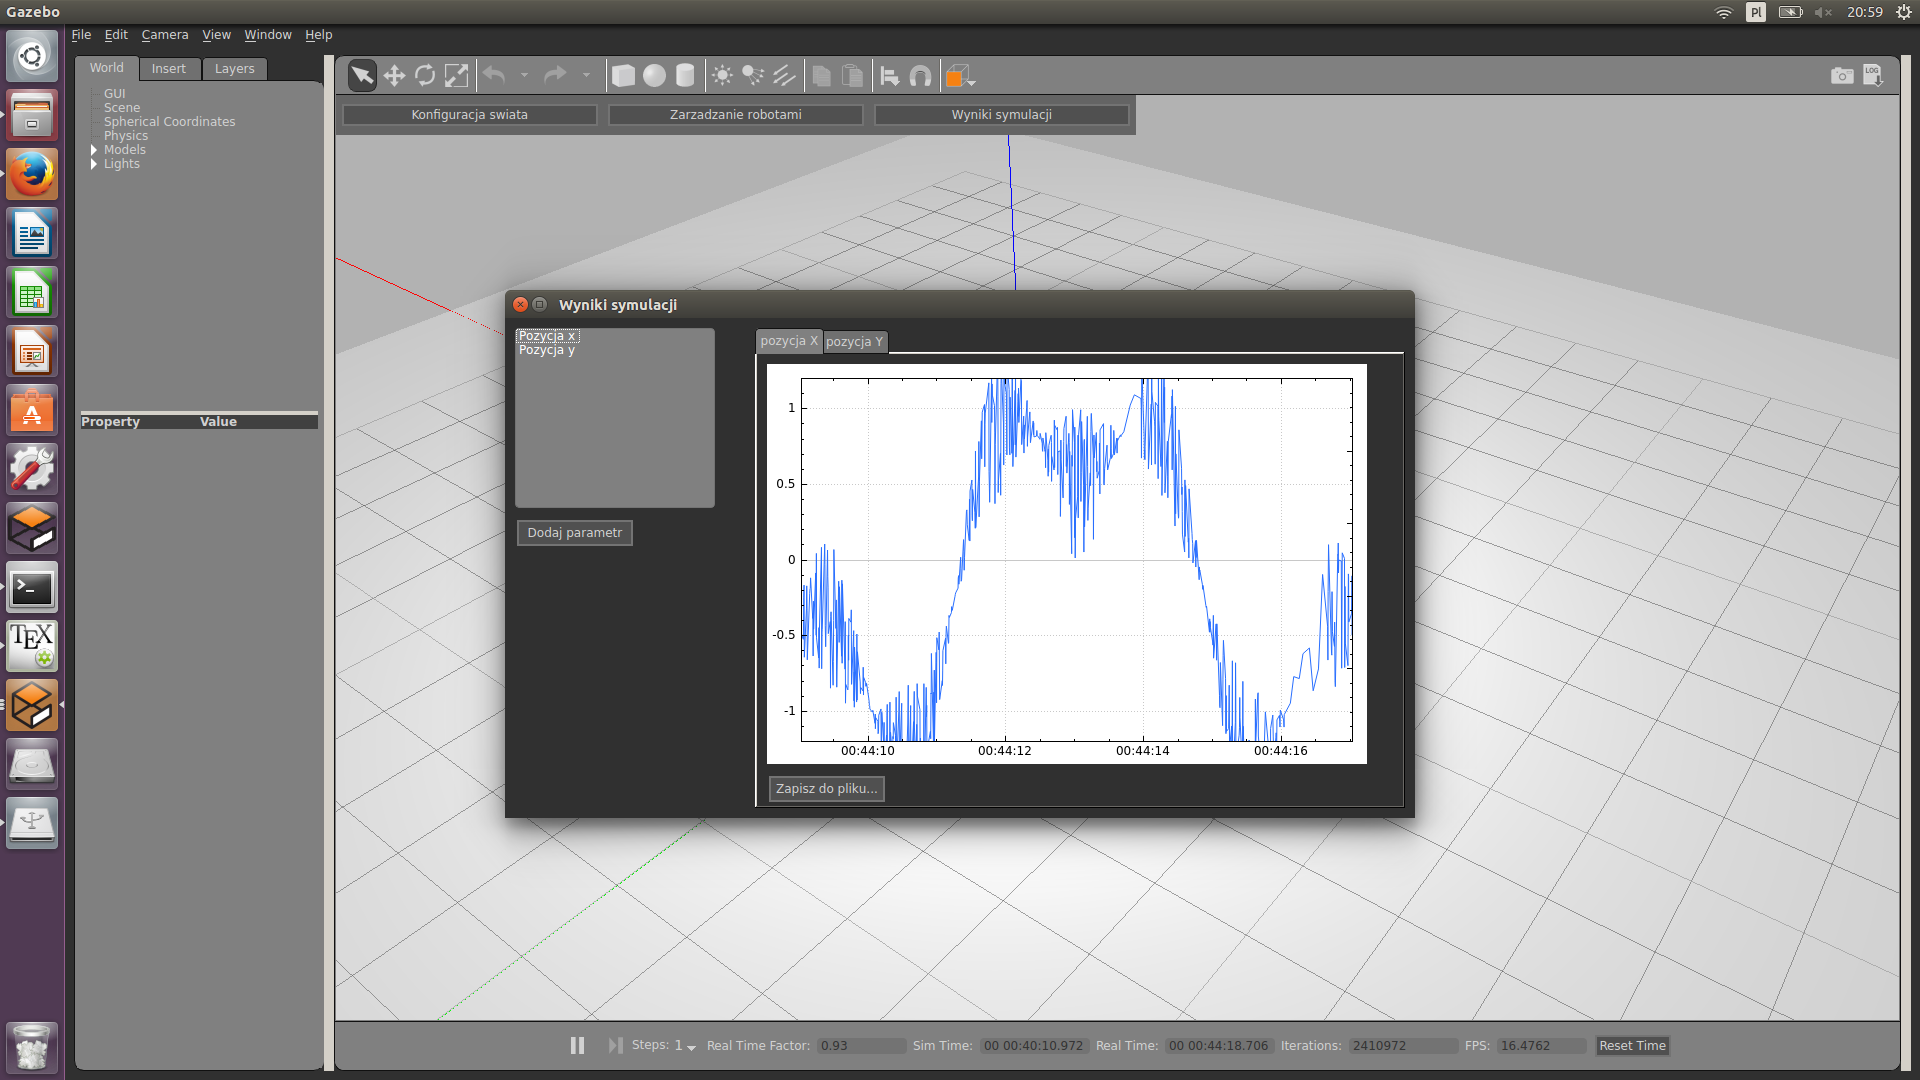 Gazebo
Pl
20:59
File Edit Camera View Window Help
World Insert Layers
GUI
Scene
Spherical Coordinates
Physics
Models
Lights
Property Value
LOG
Konfiguracja swiata Zarzadzanie robotami Wyniki symulacji
Wyniki symulacji
Pozycja x
Pozycja y
Dodaj parametr
pozycja X pozycja Y
1
0.5
0
-0.5
-1
00:44:10 00:44:12 00:44:14 00:44:16
Zapisz do pliku...
TEX
Steps: 1 Real Time Factor: 0.93 Sim Time: 00 00:40:10.972 Real Time: 00 00:44:18.706 Iterations: 2410972 FPS: 16.4762 Reset Time